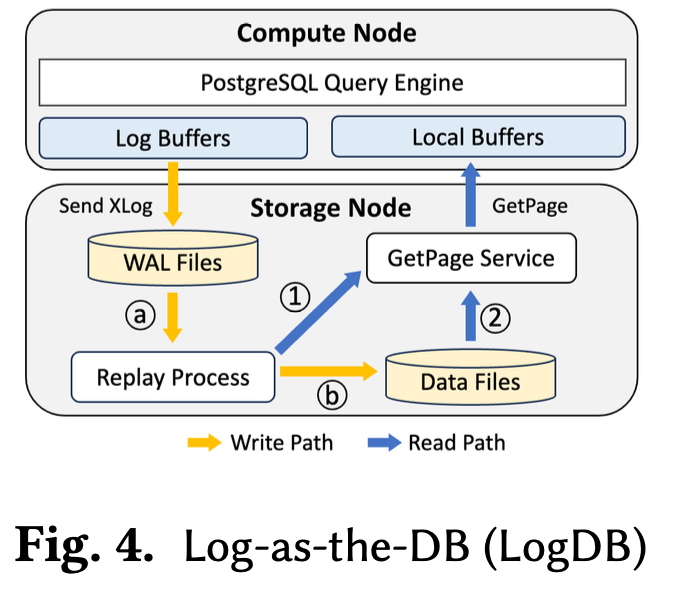 Compute Node
PostgreSQL Query Engine
Log Buffers
Local Buffers
Send XLog
Storage Node
GetPage
WAL Files
GetPage Service
①
ⓐ
②
Replay Process
ⓑ
Data Files
Write Path
Read Path
Fig. 4. Log-as-the-DB (LogDB)